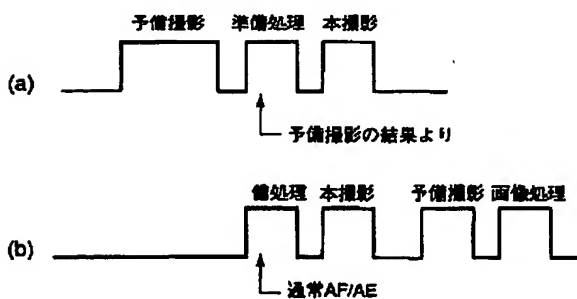 予備撮影 準備処理 本撮影
(a)
予備撮影の結果より
備処理 本撮影 予備撮影 画像処理
(b)
通常AF/AE